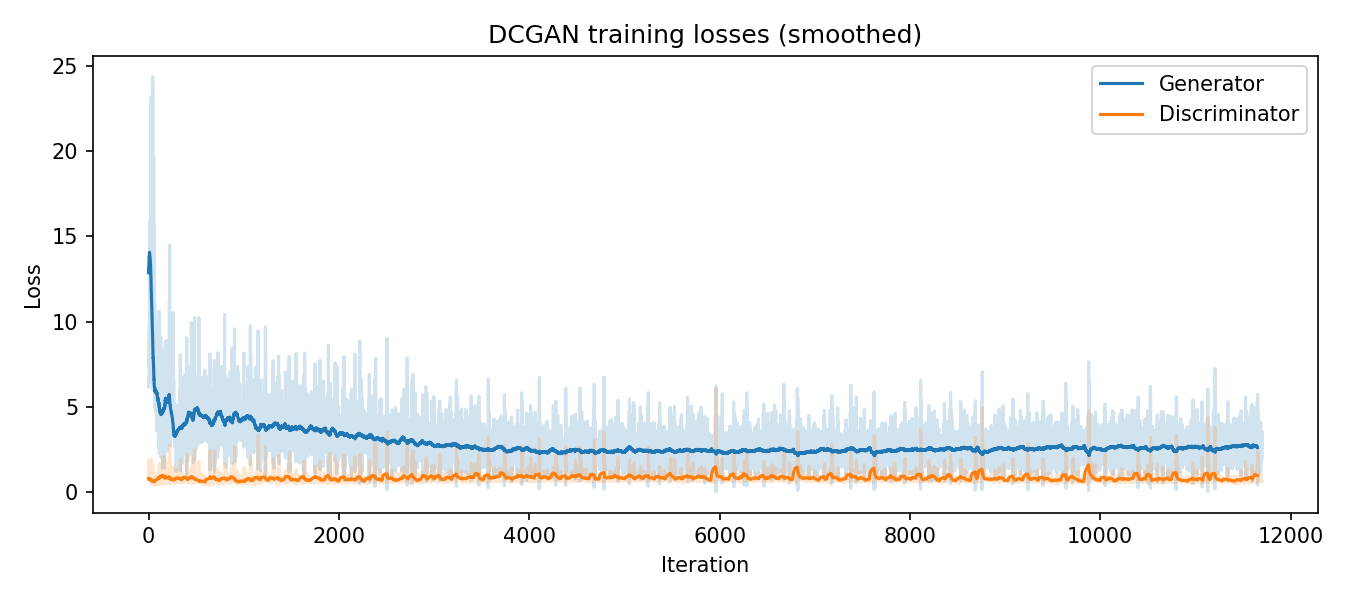 DCGAN training losses (smoothed)
25
20
15
10
5
0
Loss
Generator
Discriminator
0 2000 4000 6000 8000 10000 12000
Iteration